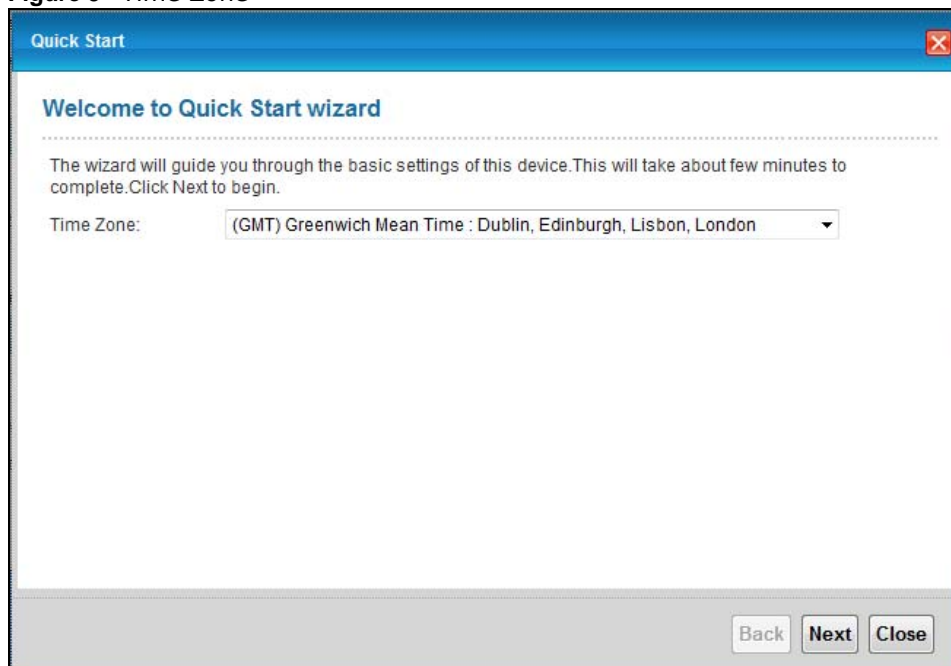 Quick Start
Welcome to Quick Start wizard
The wizard will guide you through the basic settings of this device.This will take about few minutes to
complete.Click Next to begin.
Time Zone: (GMT) Greenwich Mean Time : Dublin, Edinburgh, Lisbon, London
Back Next Close